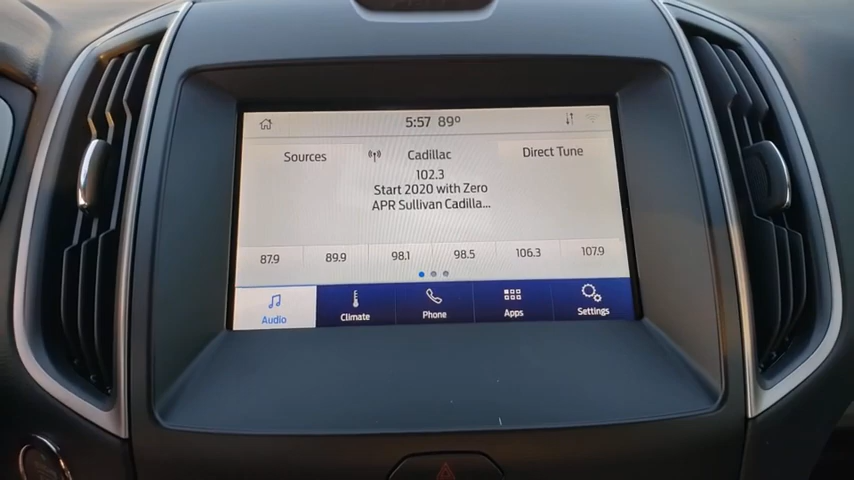 5:57 89°
Sources
Cadillac
Direct Tune
102.3
Start 2020 with Zero
APR Sullivan Cadilla...
87.9 89.9 98.1 98.5 106.3 107.9
Audio Climate Phone Apps Settings